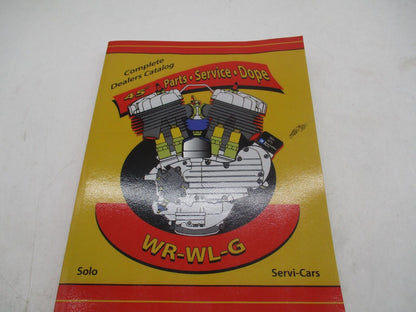 Complete
Dealers Catalog
45 Parts • Service • Dope
WR-WL-G
Solo
Servi-Cars